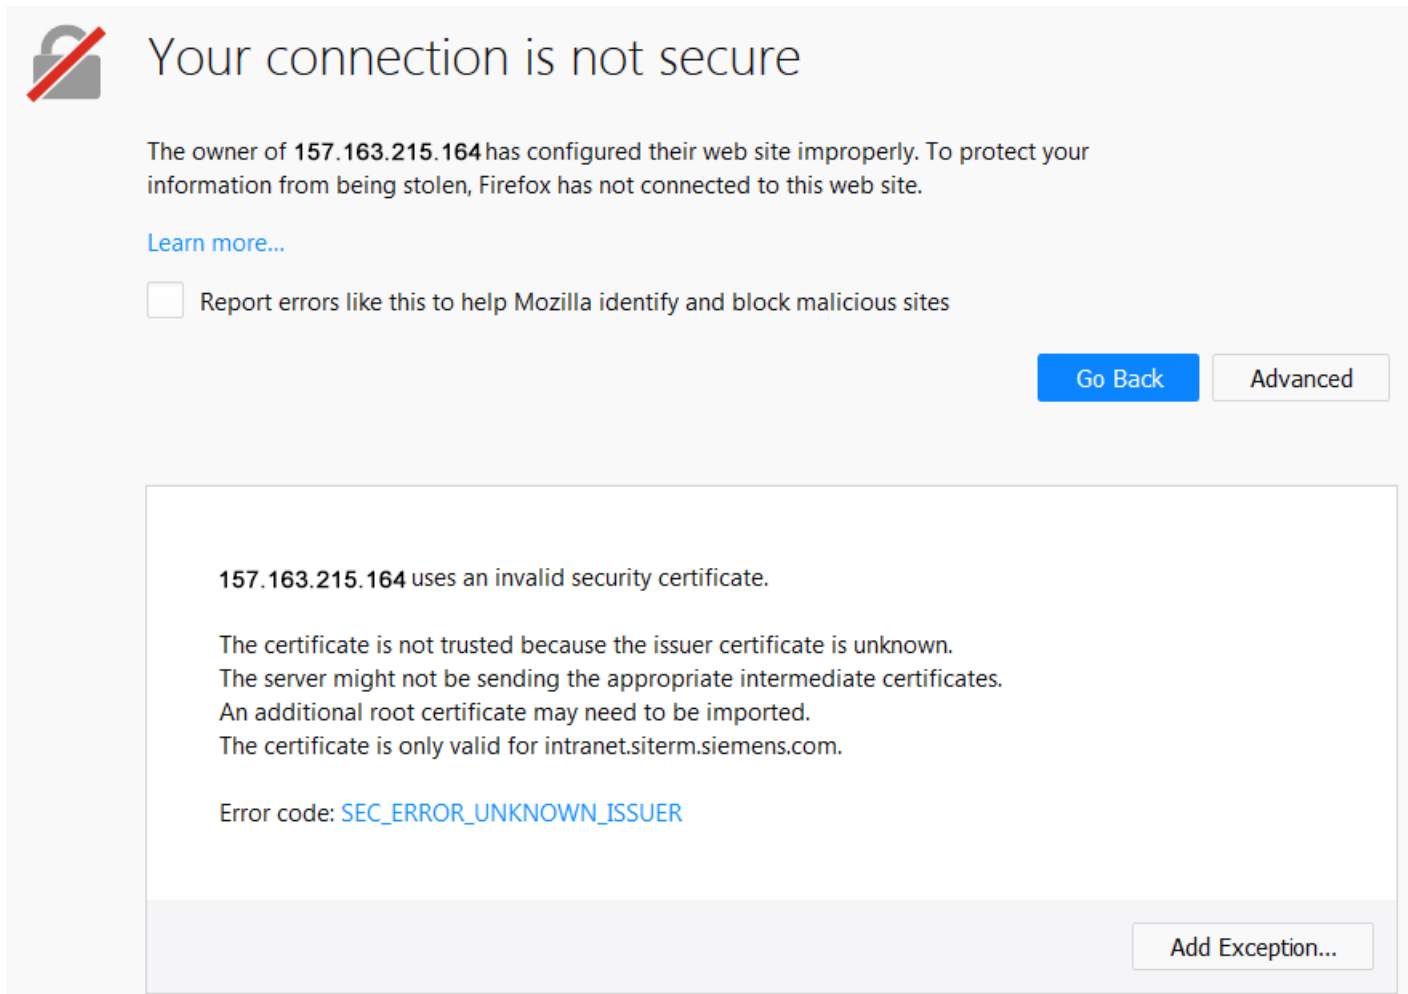 Your connection is not secure
The owner of 157.163.215.164 has configured their web site improperly. To protect your
information from being stolen, Firefox has not connected to this web site.
Learn more...
Report errors like this to help Mozilla identify and block malicious sites
Go Back
Advanced
157.163.215.164 uses an invalid security certificate.
The certificate is not trusted because the issuer certificate is unknown.
The server might not be sending the appropriate intermediate certificates.
An additional root certificate may need to be imported.
The certificate is only valid for intranet.siterm.siemens.com.
Error code: SEC_ERROR_UNKNOWN_ISSUER
Add Exception...